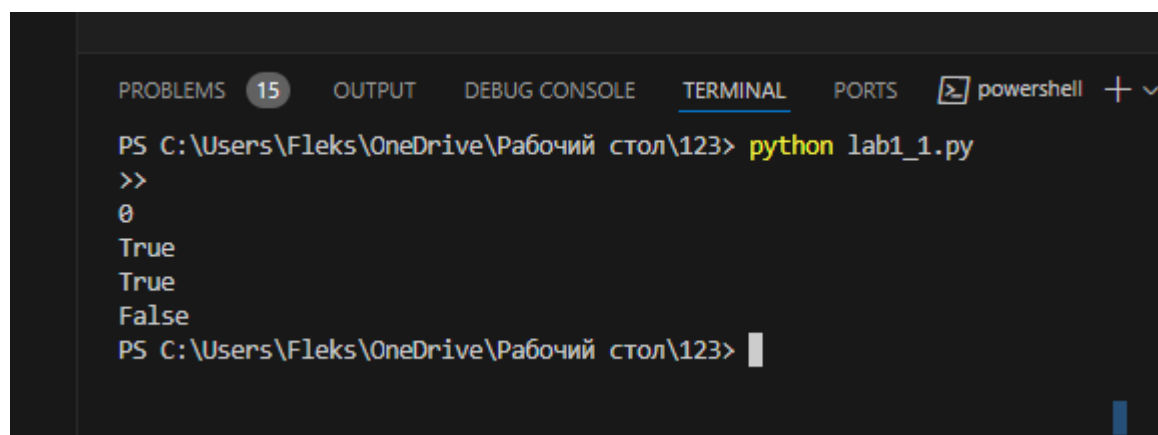 PROBLEMS 15 OUTPUT DEBUG CONSOLE TERMINAL PORTS powershell
PS C:\Users\Fleks\OneDrive\Рабочий стол\123> python lab1_1.py
>>
0
True
True
False
PS C:\Users\Fleks\OneDrive\Рабочий стол\123>